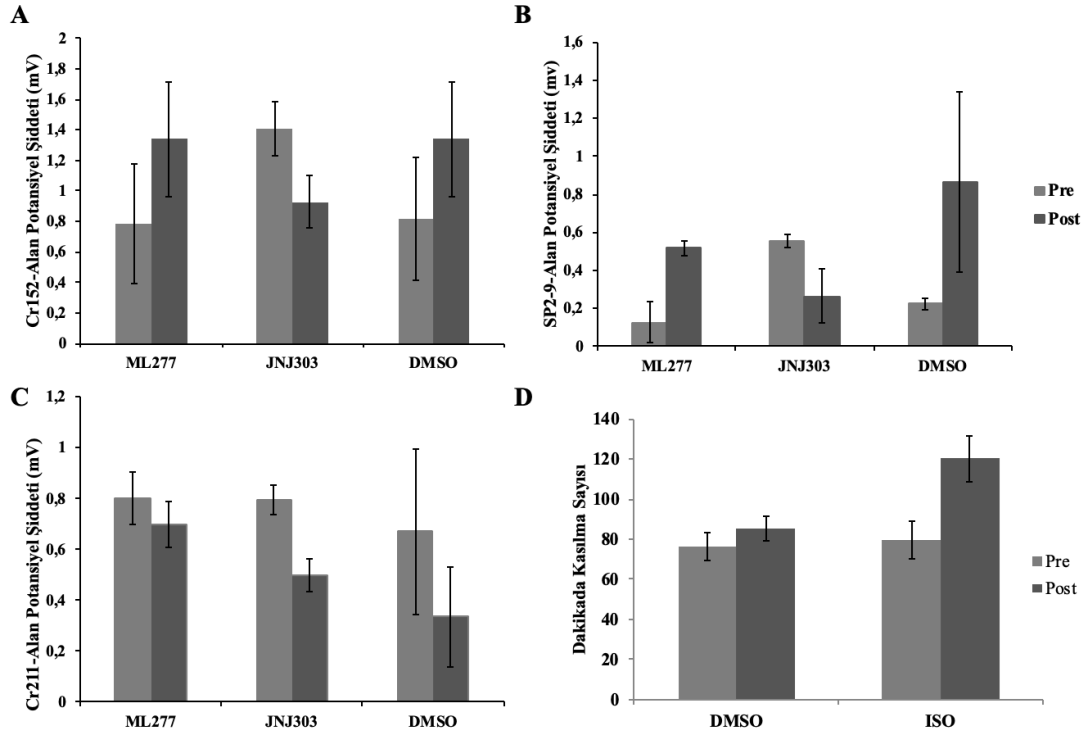 A
Cr152-Alan Potansiyel Şiddeti (mV)
2
1,8
1,6
1,4
1,2
1
0,8
0,6
0,4
0,2
0
ML277 JNJ303 DMSO
B
SP2-9-Alan Potansiyel Şiddeti (mv)
1,6
1,4
1,2
1
0,8
0,6
0,4
0,2
0
ML277 JNJ303 DMSO
Pre
Post
C
Cr211-Alan Potansiyel Şiddeti (mV)
1,2
1
0,8
0,6
0,4
0,2
0
ML277 JNJ303 DMSO
D
Dakikada Kasılma Sayısı
140
120
100
80
60
40
20
0
DMSO ISO
Pre
Post